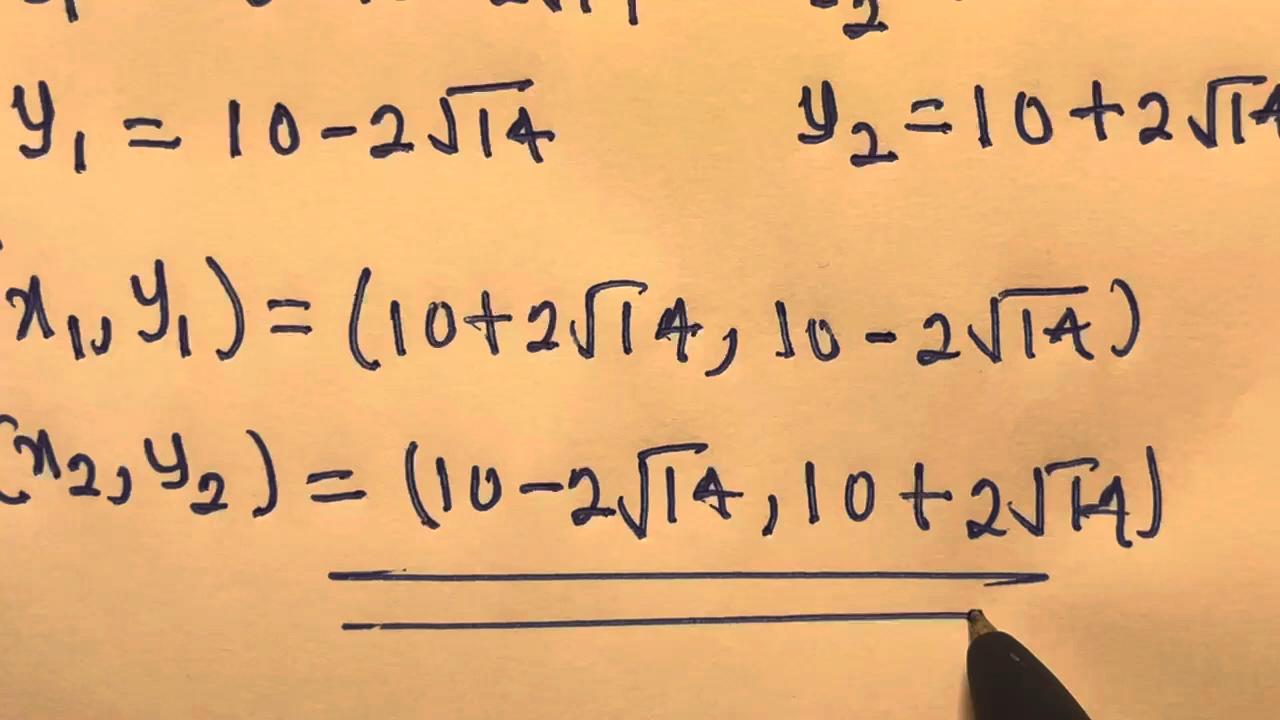 y₁ = 10 - 2√14 y₂ = 10 + 2√14
x₁, y₁) = (10 + 2√14, 10 - 2√14)
(x₂, y₂) = (10 - 2√14, 10 + 2√14)